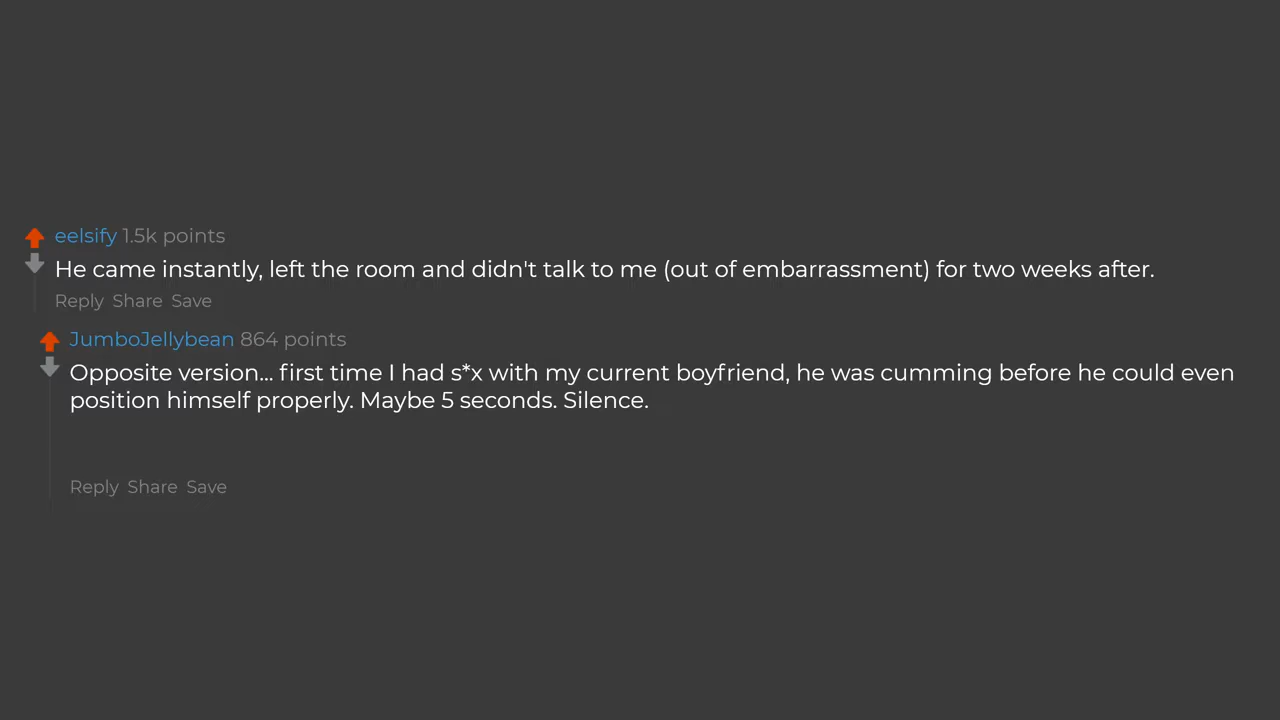 eelsify 1.5k points
He came instantly, left the room and didn't talk to me (out of embarrassment) for two weeks after.
Reply Share Save
JumboJellybean 864 points
Opposite version... first time I had s*x with my current boyfriend, he was cumming before he could even
position himself properly. Maybe 5 seconds. Silence.
Reply Share Save